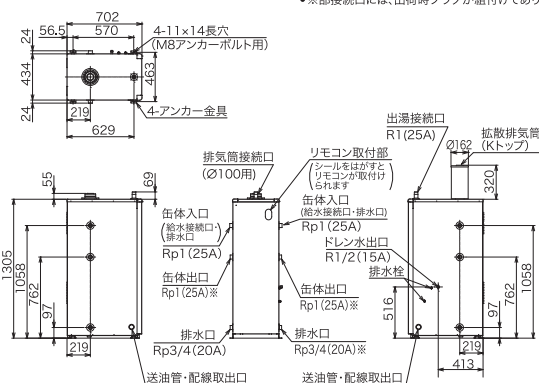 ●※部接続口には、出荷時プラグが組付けてあり
702
56.5
570
4-11×14長穴
(M8アンカーボルト用)
24
434
24
463
219
629
4-アンカー金具
出湯接続口
R1(25A)
Ø162
拡散排気筒
(Kトップ)
320
排気筒接続口
(Ø100用)
リモコン取付部
(シールをはがすと
リモコンが取付け
られます)
55
69
缶体入口
(給水接続口・
排水口)
Rp1(25A)
缶体入口
(給水接続口・排水口)
Rp1(25A)
ドレン水出口
R1/2(15A)
排水栓
缶体出口
Rp1(25A)※
缶体出口
Rp1(25A)※
1305
1058
762
97
219
516
97
762
1058
219
413
排水口
Rp3/4(20A)
排水口
Rp3/4(20A)※
送油管・配線取出口
送油管・配線取出口